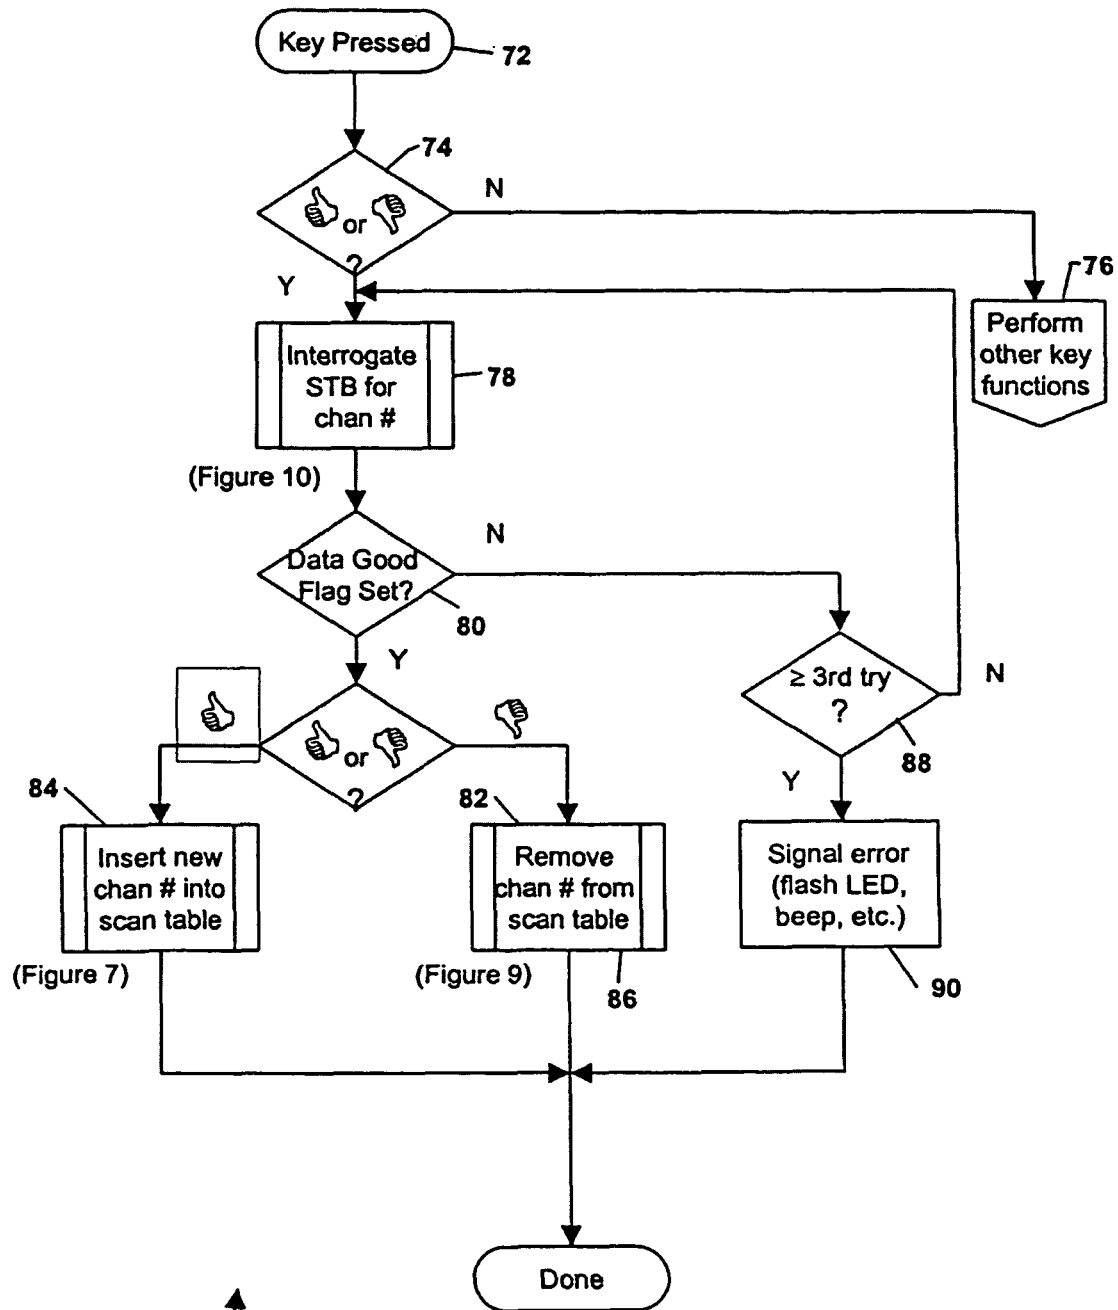 Key Pressed
72
74
N
or
?
Y
76
Perform
other key
functions
Interrogate
STB for
chan #
78
(Figure 10)
N
Data Good
Flag Set?
80
Y
≥ 3rd try
?
N
88
or
?
Y
84
82
Insert new
chan # into
scan table
Remove
chan # from
scan table
Signal error
(flash LED,
beep, etc.)
(Figure 7)
(Figure 9)
86
90
Done